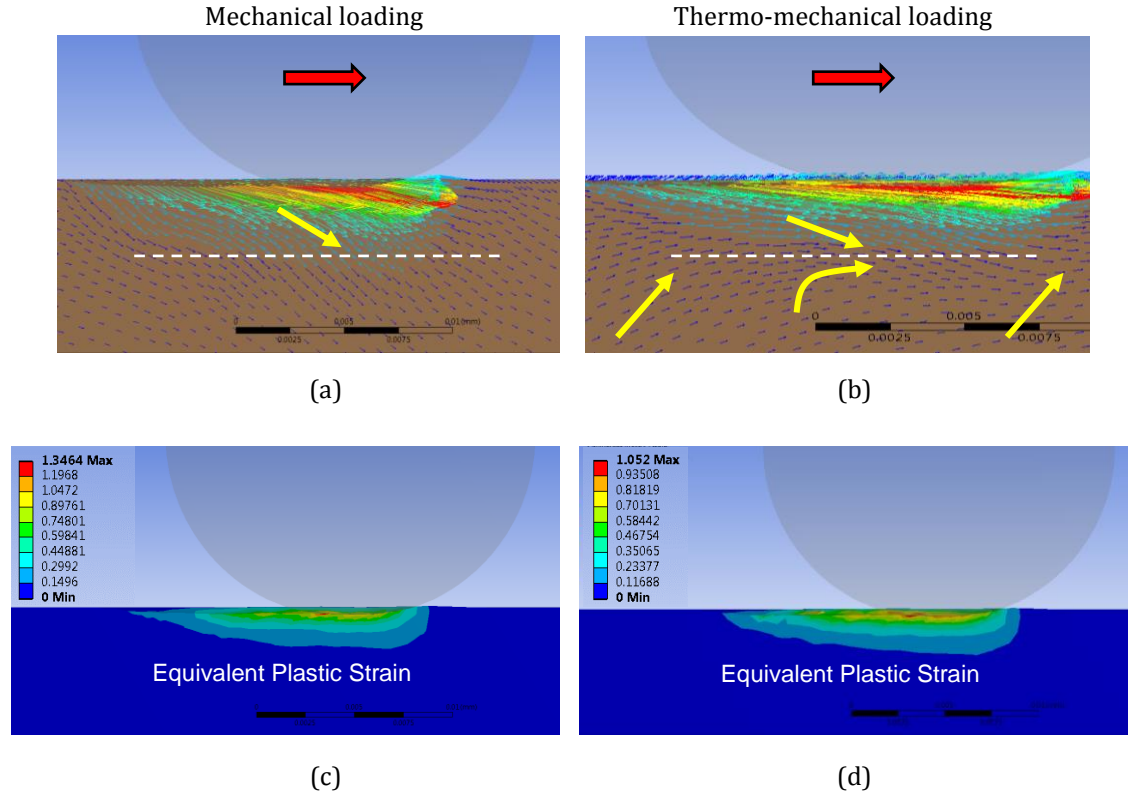 Mechanical loading
Thermo-mechanical loading
0
0.005
0.01(mm)
0.0025
0.0075
0
0.005
0.0025
0.0075
(a)
(b)
1.3464 Max
1.1968
1.0472
0.89761
0.74801
0.59841
0.44881
0.2992
0.1496
0 Min
Equivalent Plastic Strain
1.052 Max
0.93508
0.81819
0.70131
0.58442
0.46754
0.35065
0.23377
0.11688
0 Min
Equivalent Plastic Strain
(c)
(d)